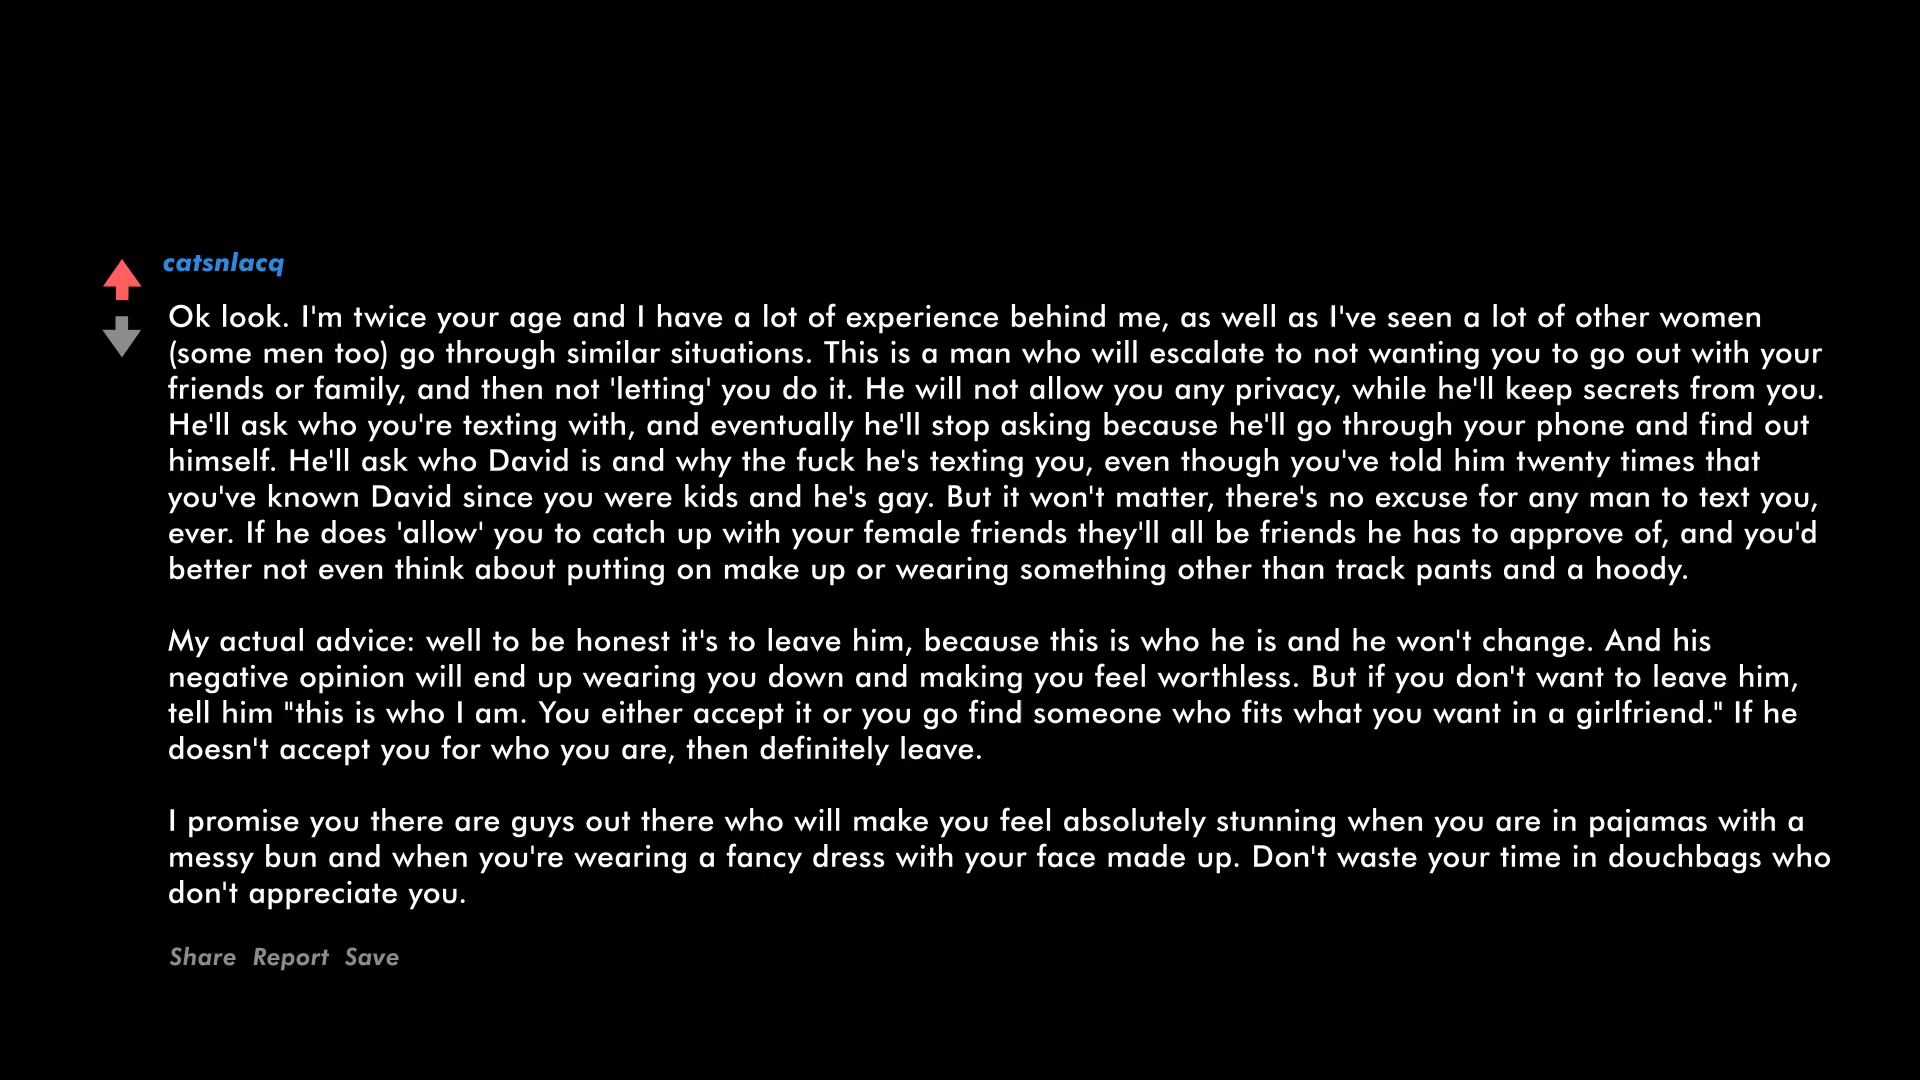 catsnlacq
Ok look. I'm twice your age and I have a lot of experience behind me, as well as I've seen a lot of other women
(some men too) go through similar situations. This is a man who will escalate to not wanting you to go out with your
friends or family, and then not 'letting' you do it. He will not allow you any privacy, while he'll keep secrets from you.
He'll ask who you're texting with, and eventually he'll stop asking because he'll go through your phone and find out
himself. He'll ask who David is and why the fuck he's texting you, even though you've told him twenty times that
you've known David since you were kids and he's gay. But it won't matter, there's no excuse for any man to text you,
ever. If he does 'allow' you to catch up with your female friends they'll all be friends he has to approve of, and you'd
better not even think about putting on make up or wearing something other than track pants and a hoody.
My actual advice: well to be honest it's to leave him, because this is who he is and he won't change. And his
negative opinion will end up wearing you down and making you feel worthless. But if you don't want to leave him,
tell him "this is who I am. You either accept it or you go find someone who fits what you want in a girlfriend." If he
doesn't accept you for who you are, then definitely leave.
I promise you there are guys out there who will make you feel absolutely stunning when you are in pajamas with a
messy bun and when you're wearing a fancy dress with your face made up. Don't waste your time in douchbags who
don't appreciate you.
Share Report Save